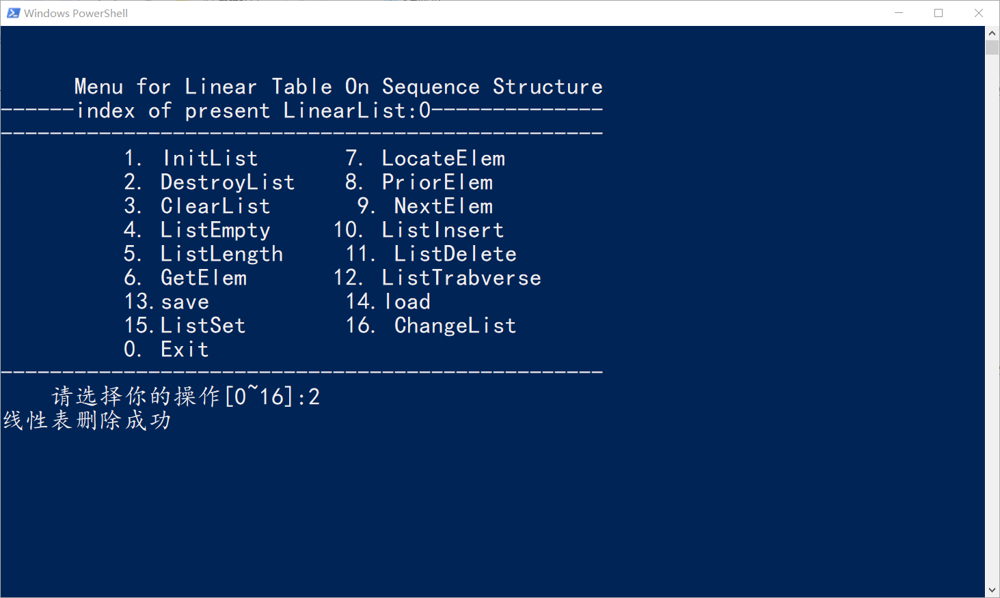 Windows PowerShell
Menu for Linear Table On Sequence Structure
------index of present LinearList:0--------------
-------------------------------------------------
1. InitList 7. LocateElem
2. DestroyList 8. PriorElem
3. ClearList 9. NextElem
4. ListEmpty 10. ListInsert
5. ListLength 11. ListDelete
6. GetElem 12. ListTrabverse
13.save 14.load
15.ListSet 16. ChangeList
0. Exit
-------------------------------------------------
请选择你的操作[0~16]:2
线性表删除成功